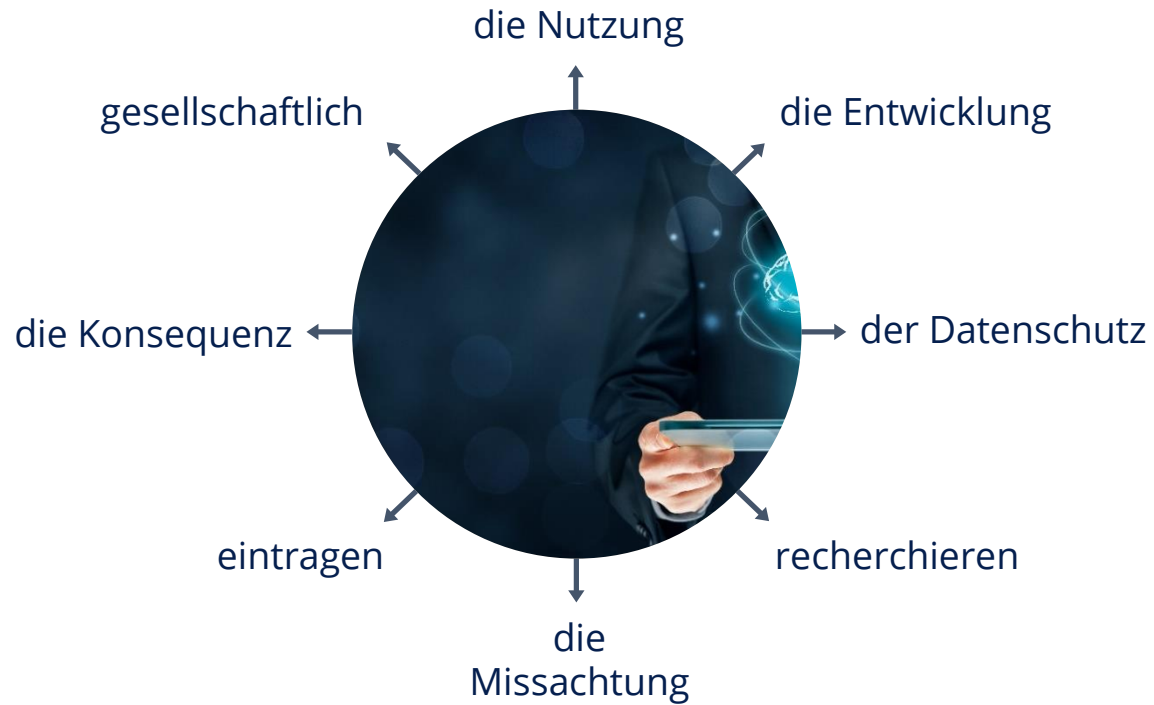 die Nutzung
gesellschaftlich
die Entwicklung
die Konsequenz
der Datenschutz
eintragen
recherchieren
die
Missachtung